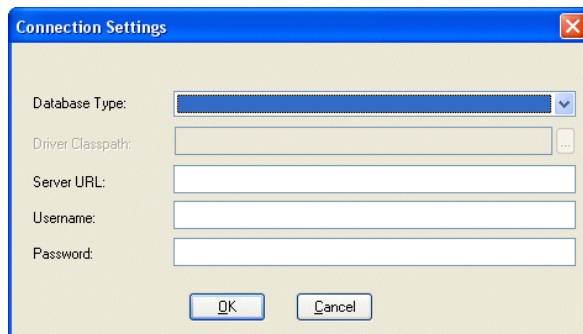 Connection Settings
Database Type:
Driver Classpath:
...
Server URL:
Username:
Password:
OK
Cancel